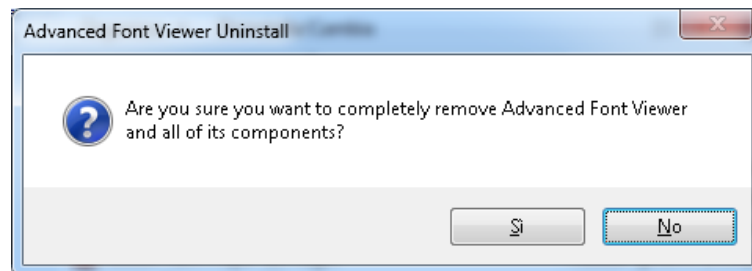 Advanced Font Viewer Uninstall
Are you sure you want to completely remove Advanced Font Viewer
and all of its components?
Sì
No